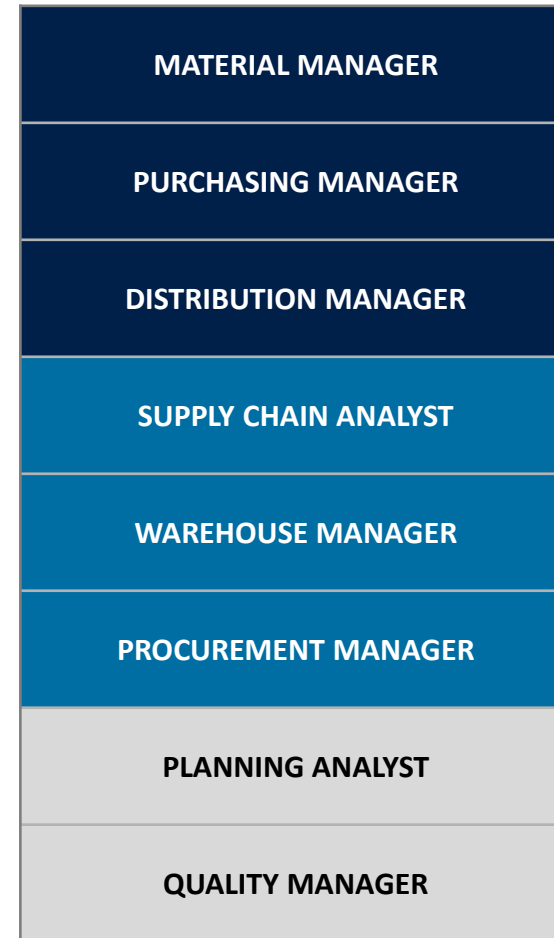 MATERIAL MANAGER
PURCHASING MANAGER
DISTRIBUTION MANAGER
SUPPLY CHAIN ANALYST
WAREHOUSE MANAGER
PROCUREMENT MANAGER
PLANNING ANALYST
QUALITY MANAGER